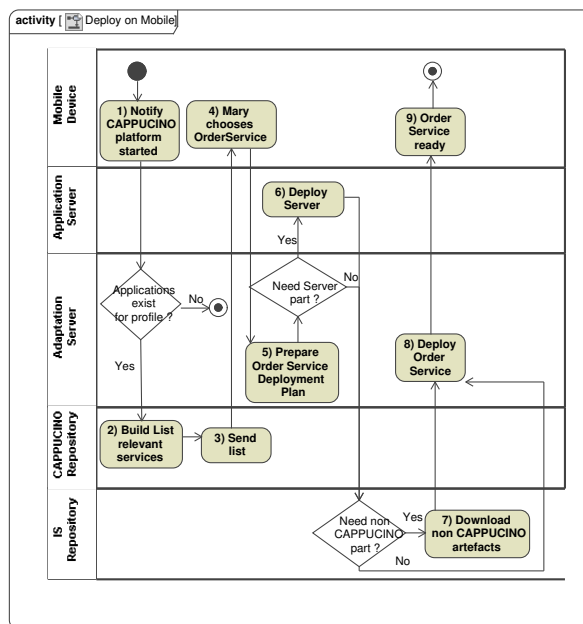 activity [ Deploy on Mobile]
Mobile
Device
1) Notify
CAPPUCINO
platform
started
4) Mary
chooses
OrderService
9) Order
Service
ready
Application
Server
6) Deploy
Server
Yes
No
Adaptation
Server
Applications
exist
for profile ?
No
Yes
Need Server
part ?
5) Prepare
Order Service
Deployment
Plan
8) Deploy
Order
Service
CAPPUCINO
Repository
2) Build List
relevant
services
3) Send
list
IS
Repository
Need non
CAPPUCINO
part ?
Yes
No
7) Download
non CAPPUCINO
artefacts